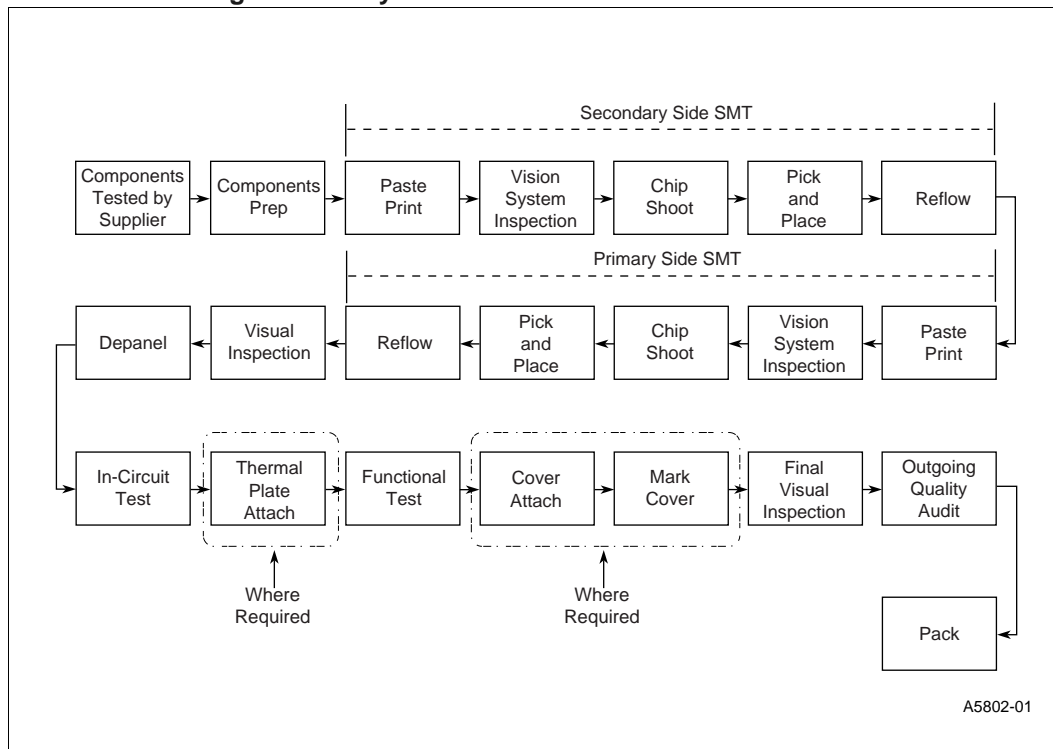 Secondary Side SMT
Components
Tested by
Supplier
Components
Prep
Paste
Print
Vision
System
Inspection
Chip
Shoot
Pick
and
Place
Reflow
Primary Side SMT
Depanel
Visual
Inspection
Reflow
Pick
and
Place
Chip
Shoot
Vision
System
Inspection
Paste
Print
In-Circuit
Test
Thermal
Plate
Attach
Functional
Test
Cover
Attach
Mark
Cover
Final
Visual
Inspection
Outgoing
Quality
Audit
Where
Required
Where
Required
Pack
A5802-01